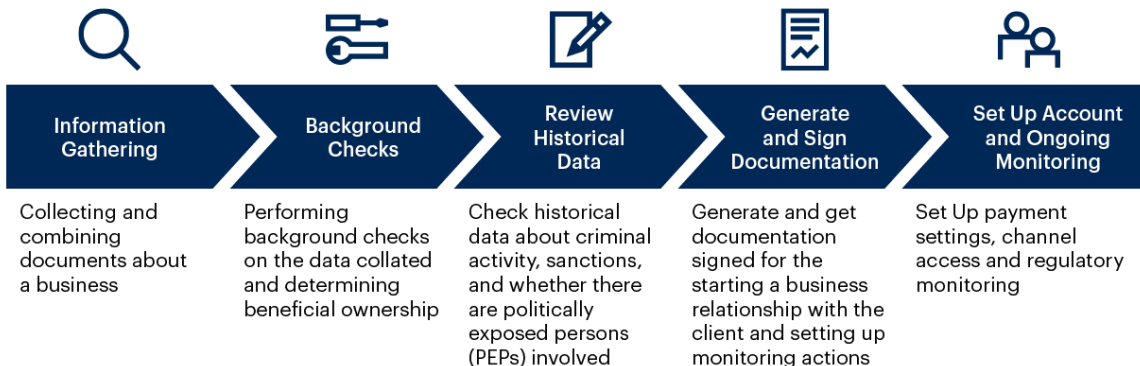 Information
Gathering
Background
Checks
Review
Historical
Data
Generate
and Sign
Documentation
Set Up Account
and Ongoing
Monitoring
Collecting and
combining
documents about
a business
Performing
background checks
on the data collated
and determining
beneficial ownership
Check historical
data about criminal
activity, sanctions,
and whether there
are politically
exposed persons
(PEPs) involved
Generate and get
documentation
signed for the
starting a business
relationship with the
client and setting up
monitoring actions
Set Up payment
settings, channel
access and regulatory
monitoring